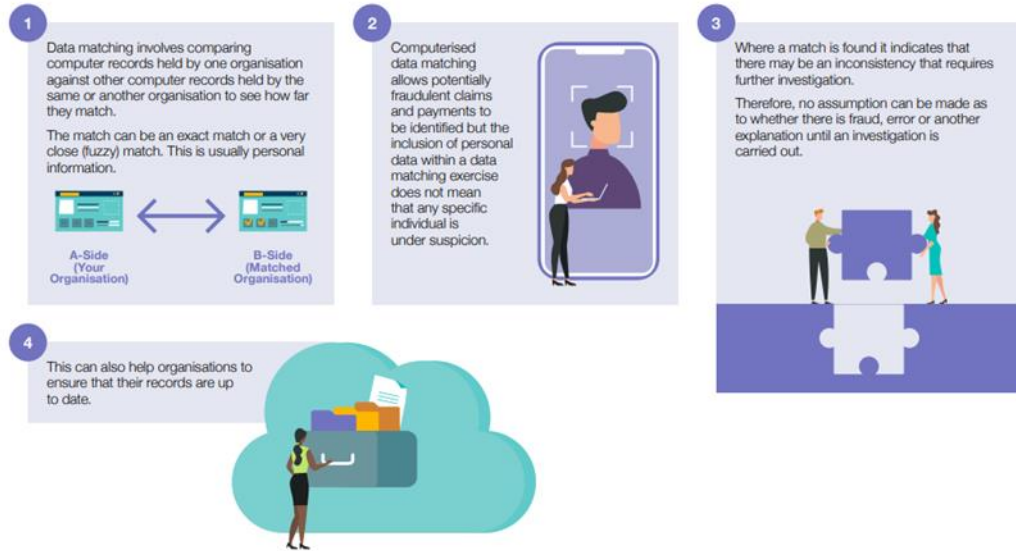 1
Data matching involves comparing
computer records held by one organisation
against other computer records held by the
same or another organisation to see how far
they match.
The match can be an exact match or a very
close (fuzzy) match. This is usually personal
information.
A-Side
(Your
Organisation)
B-Side
(Matched
Organisation)
2
Computerised
data matching
allows potentially
fraudulent claims
and payments to
be identified but the
inclusion of personal
data within a data
matching exercise
does not mean
that any specific
individual is
under suspicion.
3
Where a match is found it indicates that
there may be an inconsistency that requires
further investigation.
Therefore, no assumption can be made as
to whether there is fraud, error or another
explanation until an investigation is
carried out.
4
This can also help organisations to
ensure that their records are up
to date.